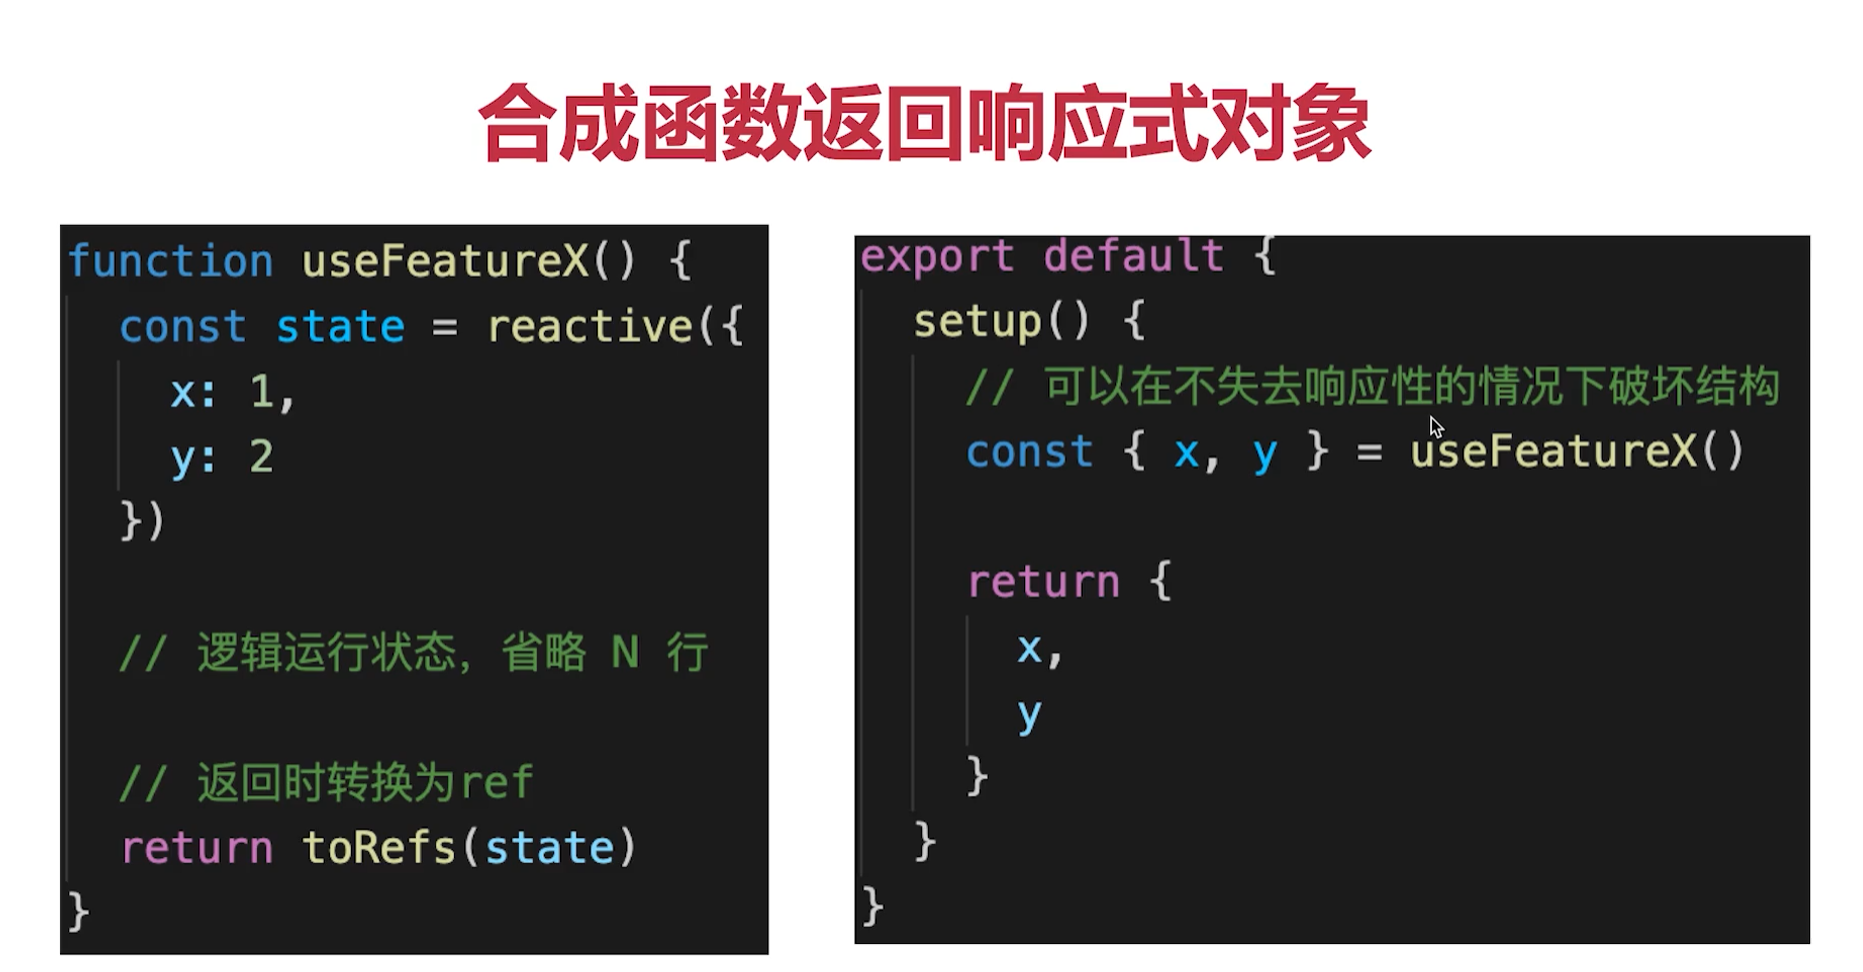 合成函数返回响应式对象
function useFeatureX() {
  const state = reactive({
    x: 1,
    y: 2
  })
  // 逻辑运行状态，省略 N 行
  // 返回时转换为ref
  return toRefs(state)
}
export default {
  setup() {
    // 可以在不失去响应性的情况下破坏结构
    const { x, y } = useFeatureX()
    return {
      x,
      y
    }
  }
}